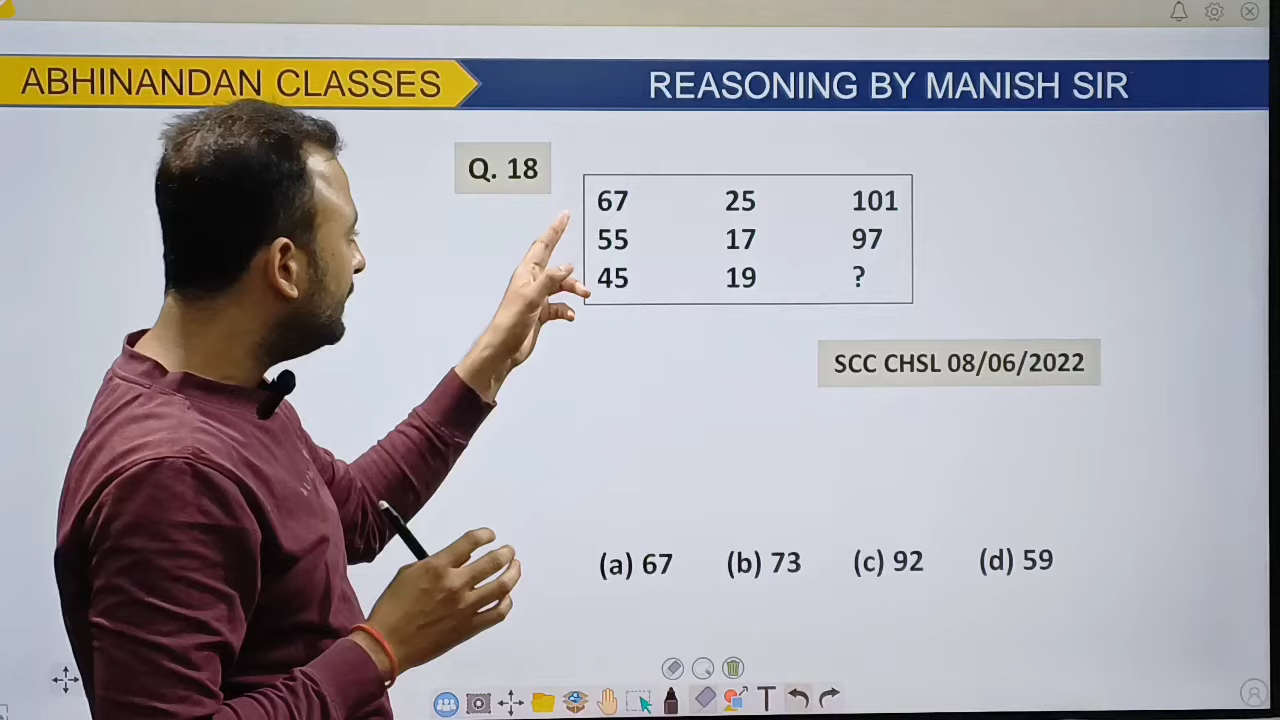 ABHINANDAN CLASSES
REASONING BY MANISH SIR
Q. 18
67 25 101
55 17 97
45 19 ?
SCC CHSL 08/06/2022
(a) 67 (b) 73 (c) 92 (d) 59
T